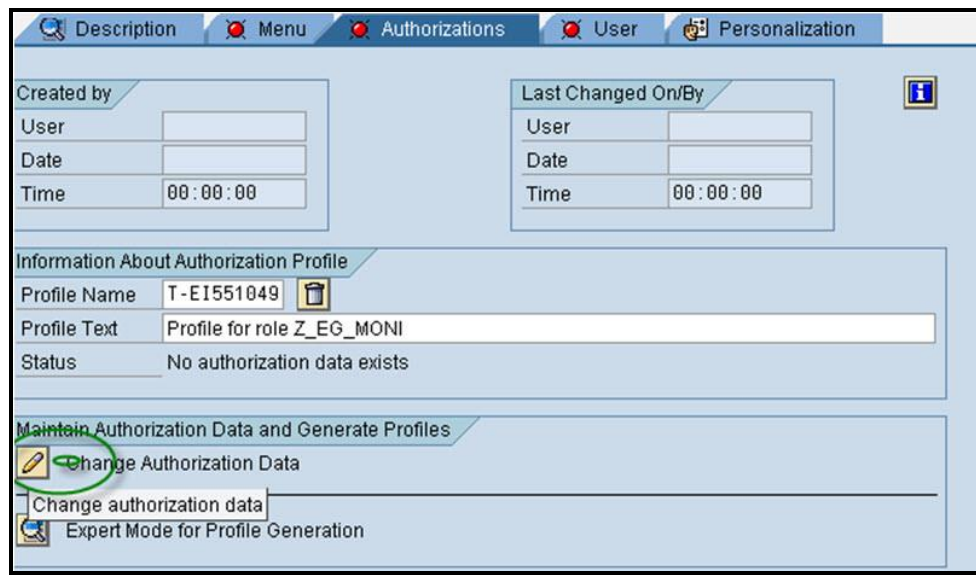 Description Menu Authorizations User Personalization
Created by Last Changed On/By
User User
Date Date
Time 00:00:00 Time 00:00:00
Information About Authorization Profile
Profile Name T-EI551049
Profile Text Profile for role Z_EG_MONI
Status No authorization data exists
Maintain Authorization Data and Generate Profiles
Change Authorization Data
Change authorization data
Expert Mode for Profile Generation